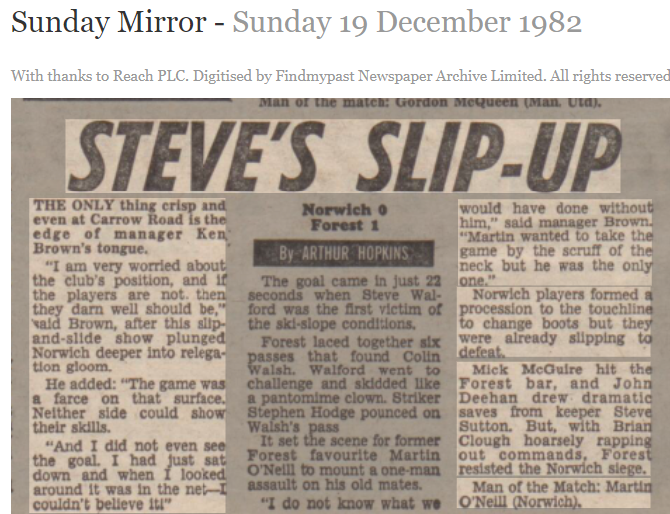 Sunday Mirror - Sunday 19 December 1982
With thanks to Reach PLC. Digitised by Findmypast Newspaper Archive Limited. All rights reserved
Man of the match: Gordon McQueen (Man. Utd).
STEVE'S SLIP-UP
THE ONLY thing crisp and
even at Carrow Road is the
edge of manager Ken
Brown's tongue.
"I am very worried about
the club's position, and if
the players are not then
they darn well should be,"
said Brown, after this slip-
and-slide show plunged
Norwich deeper into relega-
tion gloom.
He added: "The game was
a farce on that surface.
Neither side could show
their skills.
"And I did not even see
the goal. I had just sat
down and when I looked
around it was in the net—I
couldn't believe it!"
Norwich 0
Forest 1
By ARTHUR HOPKINS
The goal came in just 22
seconds when Steve Wal-
ford was the first victim of
the ski-slope conditions.
Forest laced together six
passes that found Colin
Walsh. Walford went to
challenge and skidded like
a pantomime clown. Striker
Stephen Hodge pounced on
Walsh's pass
It set the scene for former
Forest favourite Martin
O'Neill to mount a one-man
assault on his old mates.
"I do not know what we
would have done without
him," said manager Brown.
"Martin wanted to take the
game by the scruff of the
neck but he was the only
one."
Norwich players formed a
procession to the touchline
to change boots but they
were already slipping to
defeat.
Mick McGuire hit the
Forest bar, and John
Deehan drew dramatic
saves from keeper Steve
Sutton. But, with Brian
Clough hoarsely rapping
out commands, Forest
resisted the Norwich siege.
Man of the Match: Martin
O'Neill (Norwich).